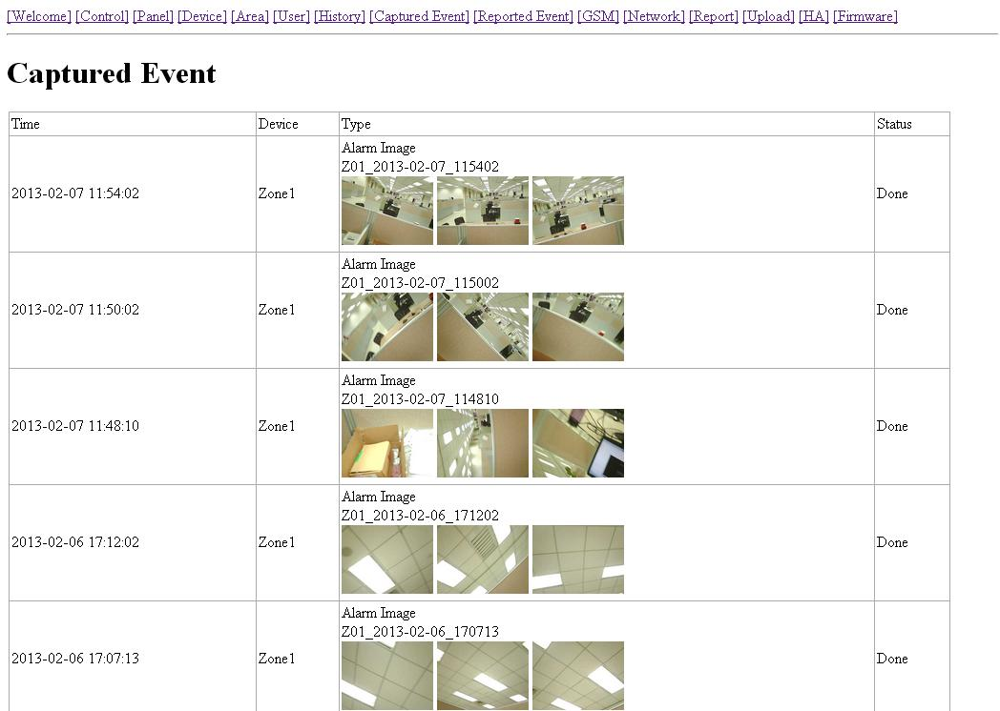 [Welcome] [Control] [Panel] [Device] [Area] [User] [History] [Captured Event] [Reported Event] [GSM] [Network] [Report] [Upload] [HA] [Firmware]
Captured Event
Time Device Type Status
Alarm Image
Z01_2013-02-07_115402
2013-02-07 11:54:02 Zone1 Done
Alarm Image
Z01_2013-02-07_115002
2013-02-07 11:50:02 Zone1 Done
Alarm Image
Z01_2013-02-07_114810
2013-02-07 11:48:10 Zone1 Done
Alarm Image
Z01_2013-02-06_171202
2013-02-06 17:12:02 Zone1 Done
Alarm Image
Z01_2013-02-06_170713
2013-02-06 17:07:13 Zone1 Done